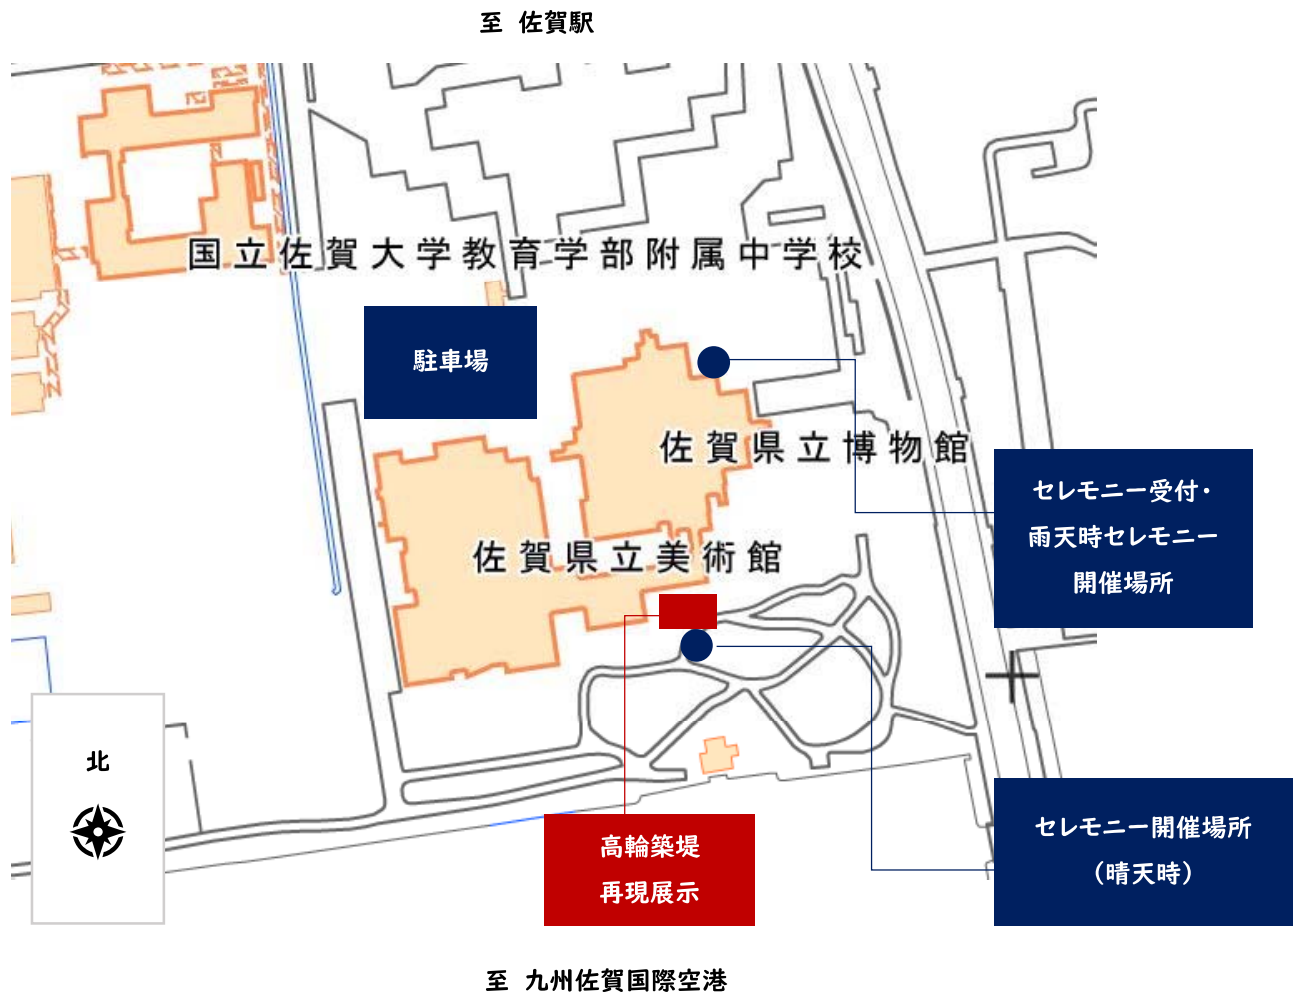 至 佐賀駅
国立佐賀大学教育学部附属中学校
駐車場
佐賀県立博物館
セレモニー受付・
雨天時セレモニー
開催場所
佐賀県立美術館
北
高輪築堤
再現展示
セレモニー開催場所
（晴天時）
至 九州佐賀国際空港